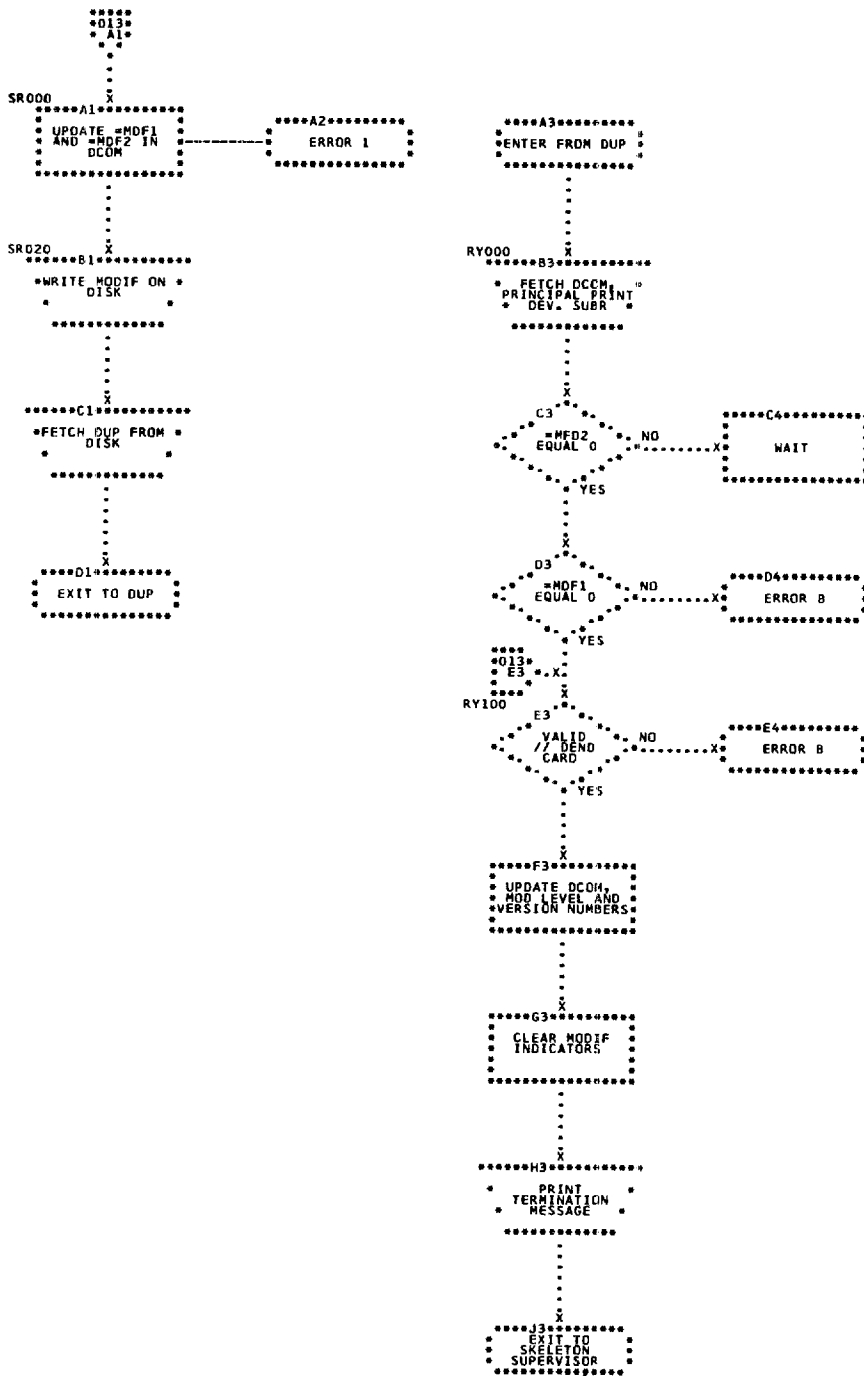 013
A1
SR000
A1
UPDATE =MDF1
AND =MDF2 IN
DCOM
A2
ERROR 1
SR020
B1
WRITE MODIF ON
DISK
C1
FETCH DUP FROM
DISK
D1
EXIT TO DUP
A3
ENTER FROM DUP
RY000
B3
FETCH DCOM,
PRINCIPAL PRINT
DEV. SUBR
C3
=MFD2
EQUAL 0
NO
YES
C4
WAIT
D3
=MDF1
EQUAL 0
NO
YES
D4
ERROR 8
013
E3
RY100
E3
VALID
// DEND
CARD
NO
YES
E4
ERROR B
F3
UPDATE DCOM,
MOD LEVEL AND
VERSION NUMBERS
G3
CLEAR MODIF
INDICATORS
H3
PRINT
TERMINATION
MESSAGE
J3
EXIT TO
SKELETON
SUPERVISOR